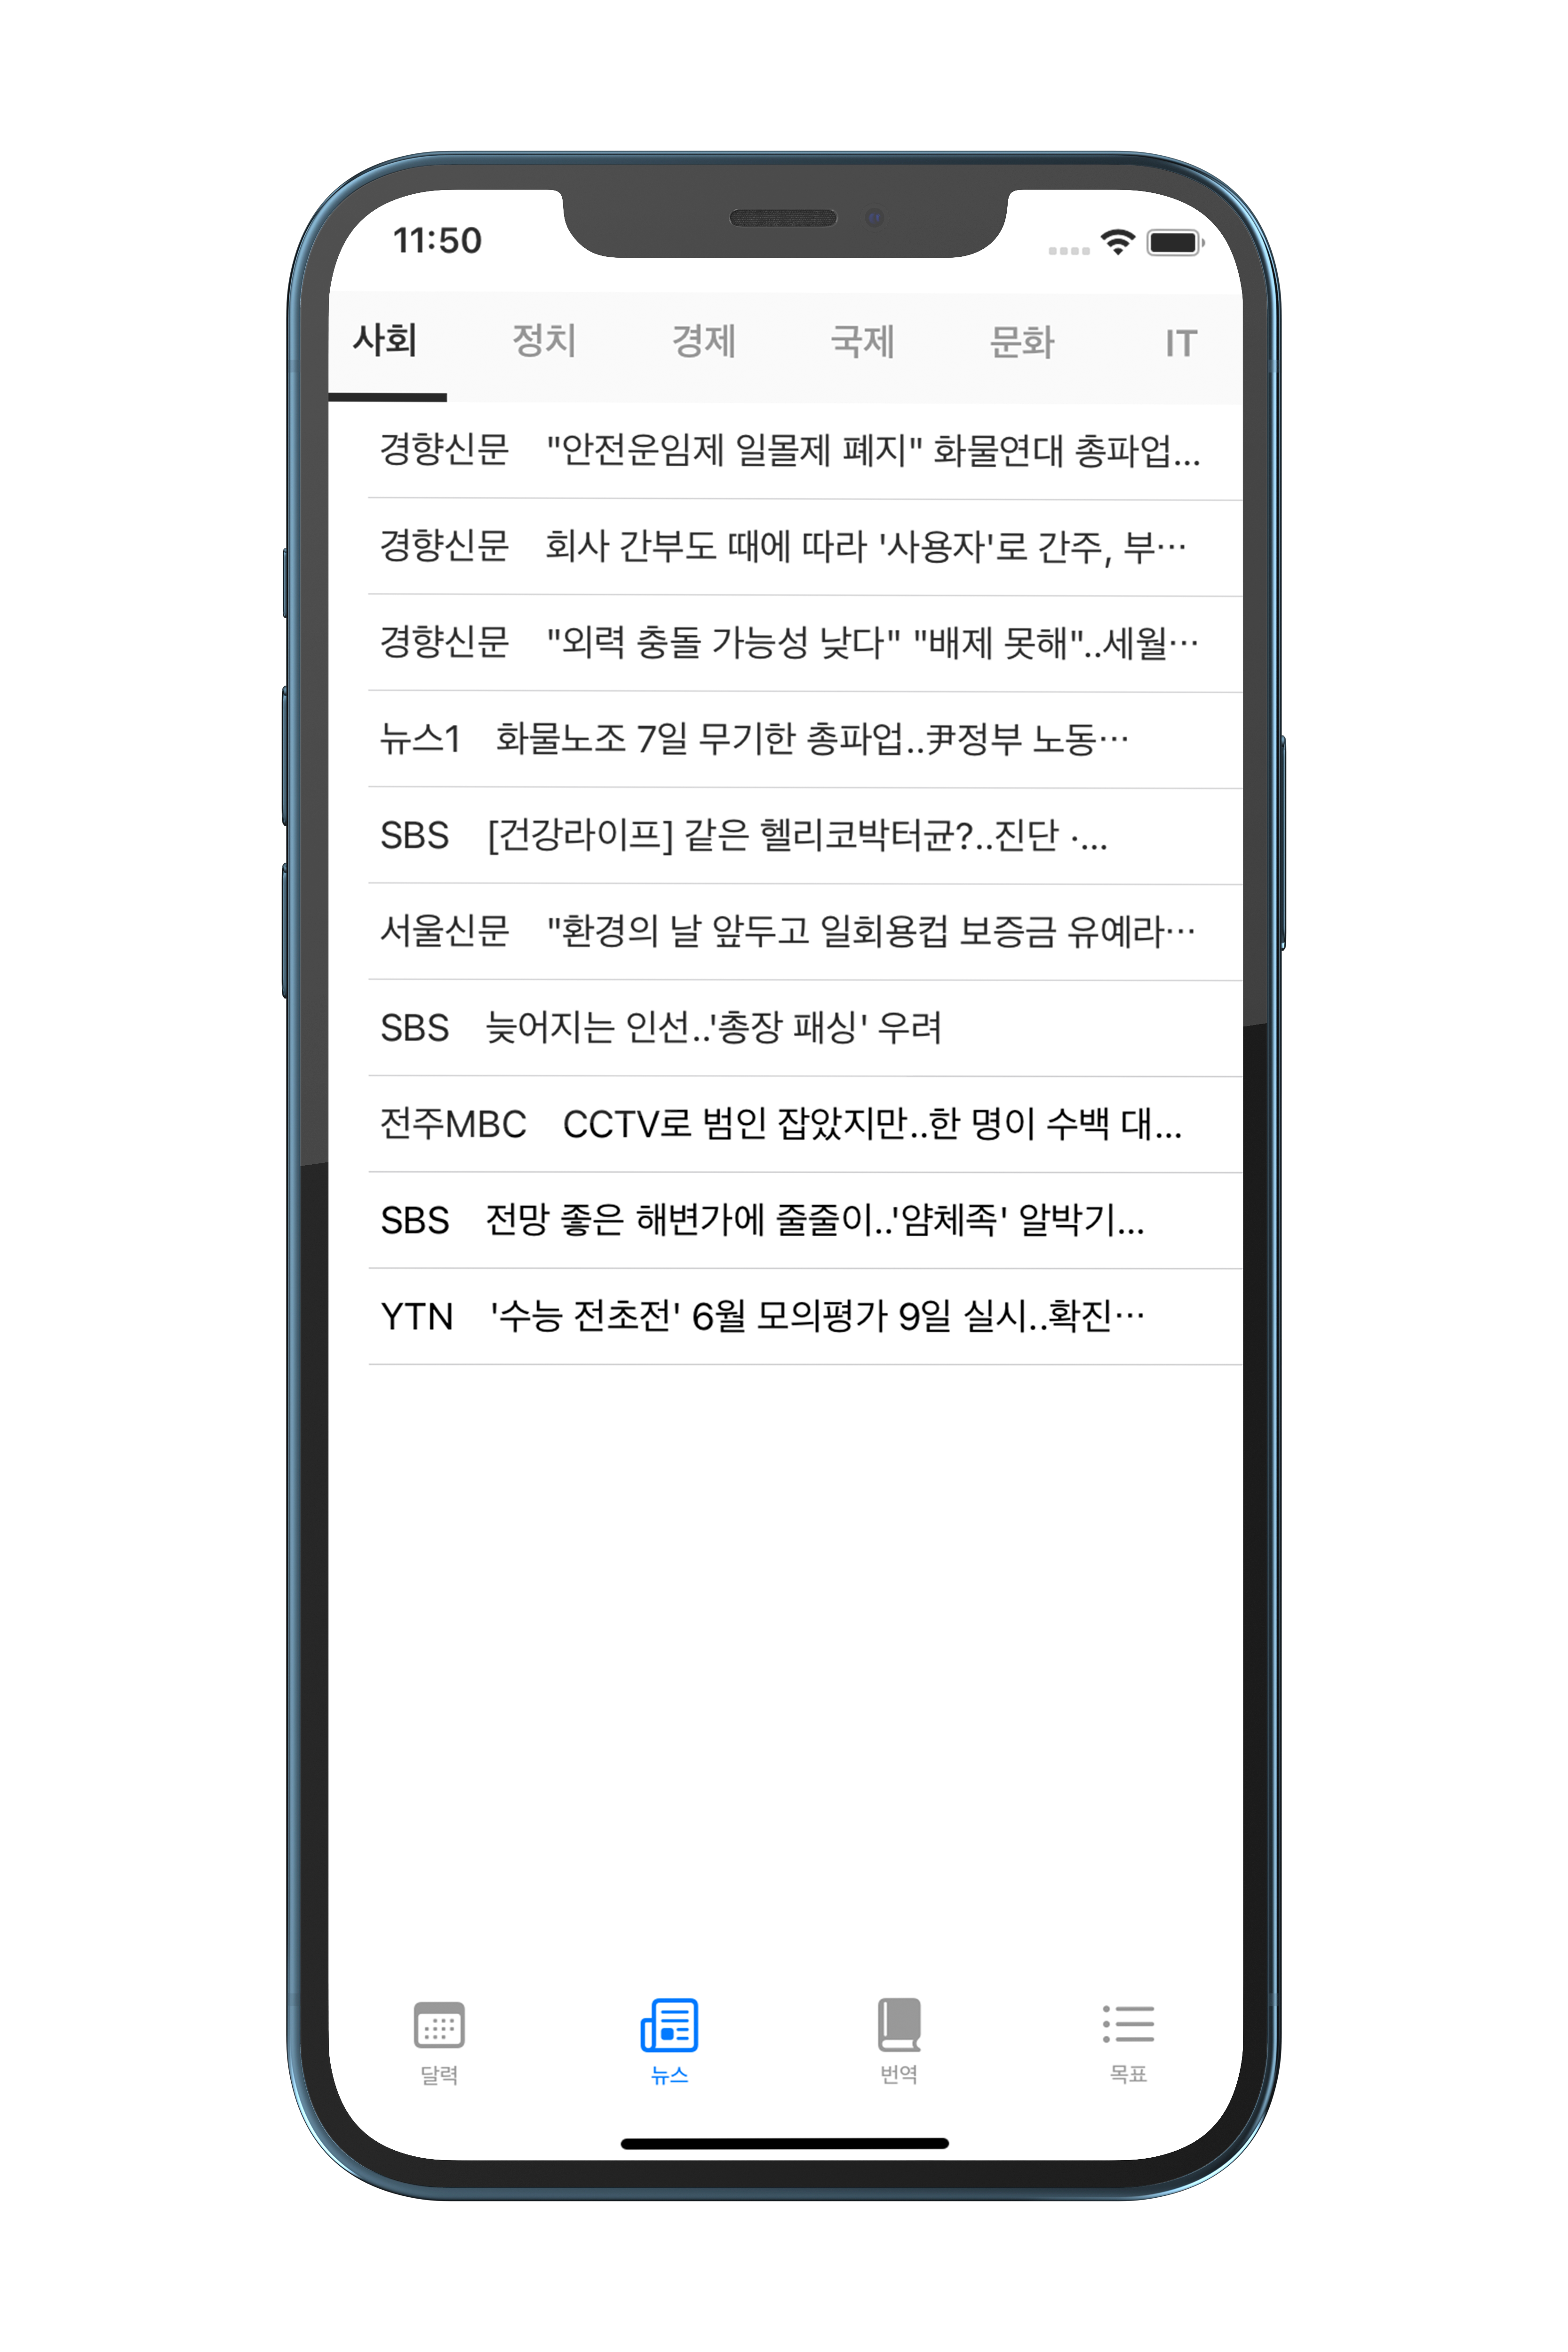 11:50
사회 정치 경제 국제 문화 IT
경향신문 "안전운임제 일몰제 폐지" 화물연대 총파업...
경향신문 회사 간부도 때에 따라 '사용자'로 간주, 부…
경향신문 "외력 충돌 가능성 낮다" "배제 못해"..세월…
뉴스1 화물노조 7일 무기한 총파업..尹정부 노동…
SBS [건강라이프] 같은 헬리코박터균?..진단 ·...
서울신문 "환경의 날 앞두고 일회용컵 보증금 유예라…
SBS 늦어지는 인선..'총장 패싱' 우려
전주MBC CCTV로 범인 잡았지만..한 명이 수백 대...
SBS 전망 좋은 해변가에 줄줄이..'얌체족' 알박기...
YTN '수능 전초전' 6월 모의평가 9일 실시..확진…
달력 뉴스 번역 목표